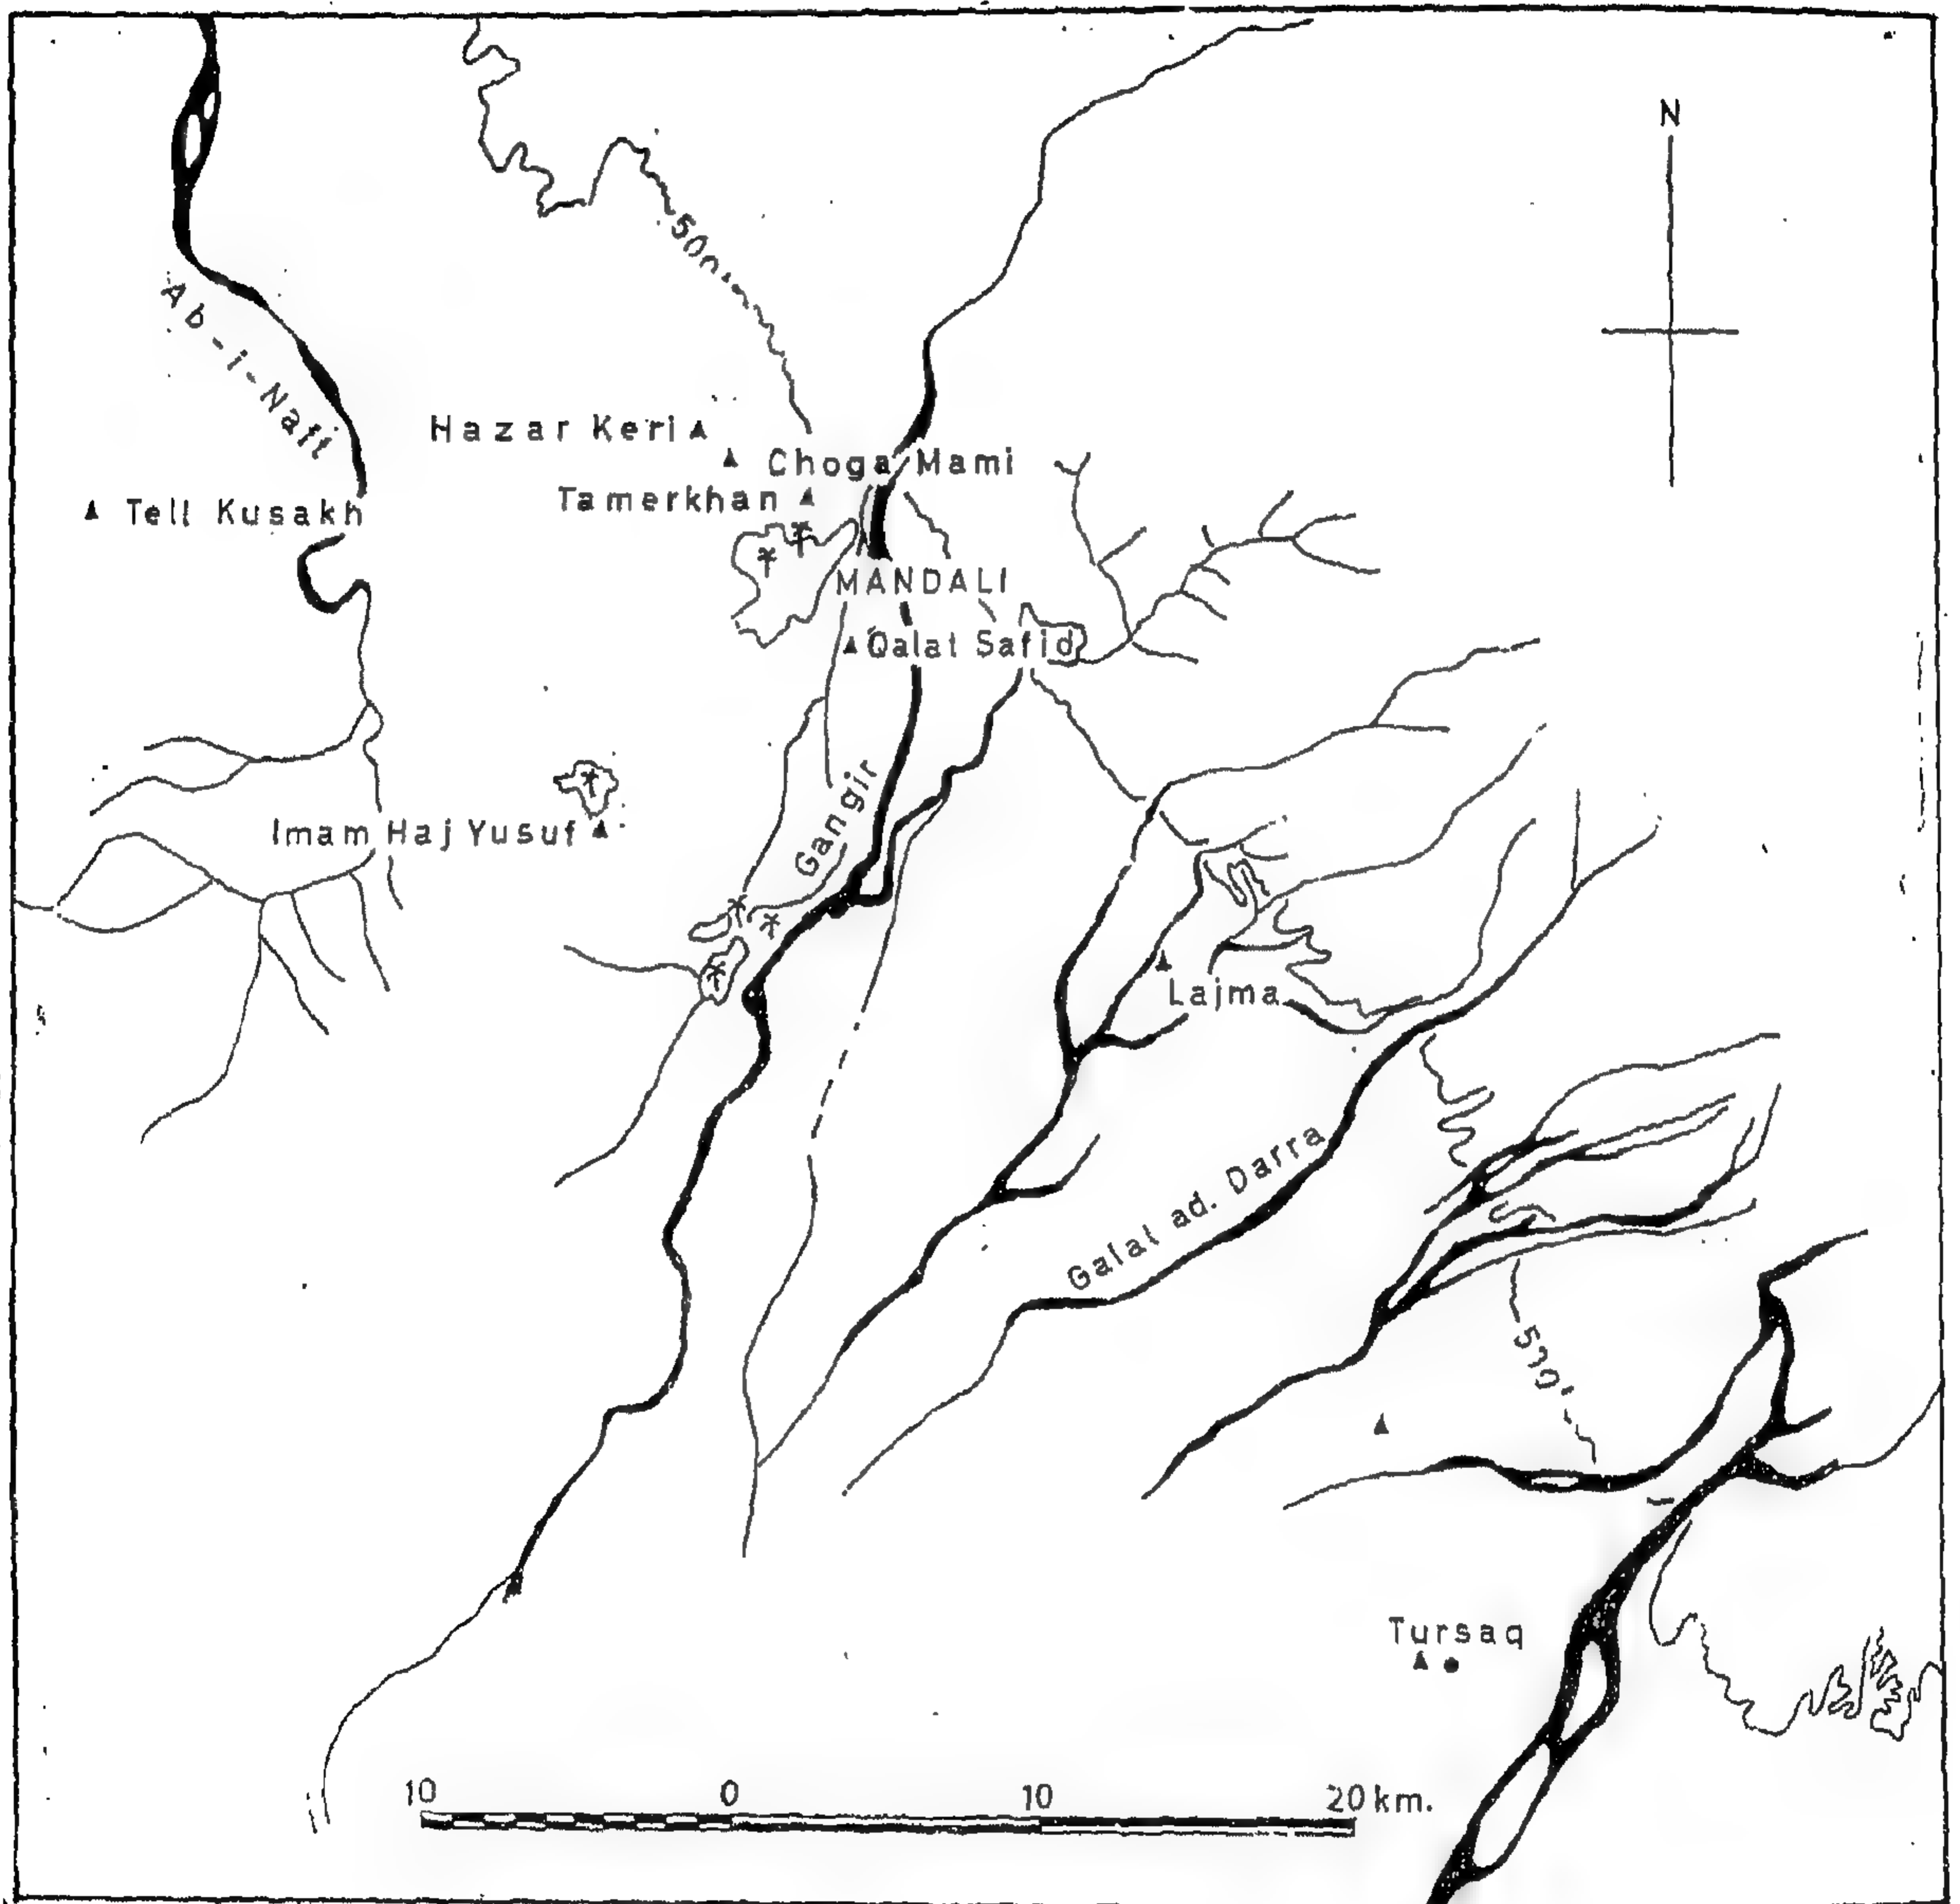 N
500
Ab-i-Naft
Hazar Keri
Choga Mami
Tamerkhan
Tell Kusakh
MANDALI
Qalat Safid
Gangir
Imam Haj Yusuf
Lajma
Galal ad. Darra
500'
Tursaq
10 0 10 20 km.